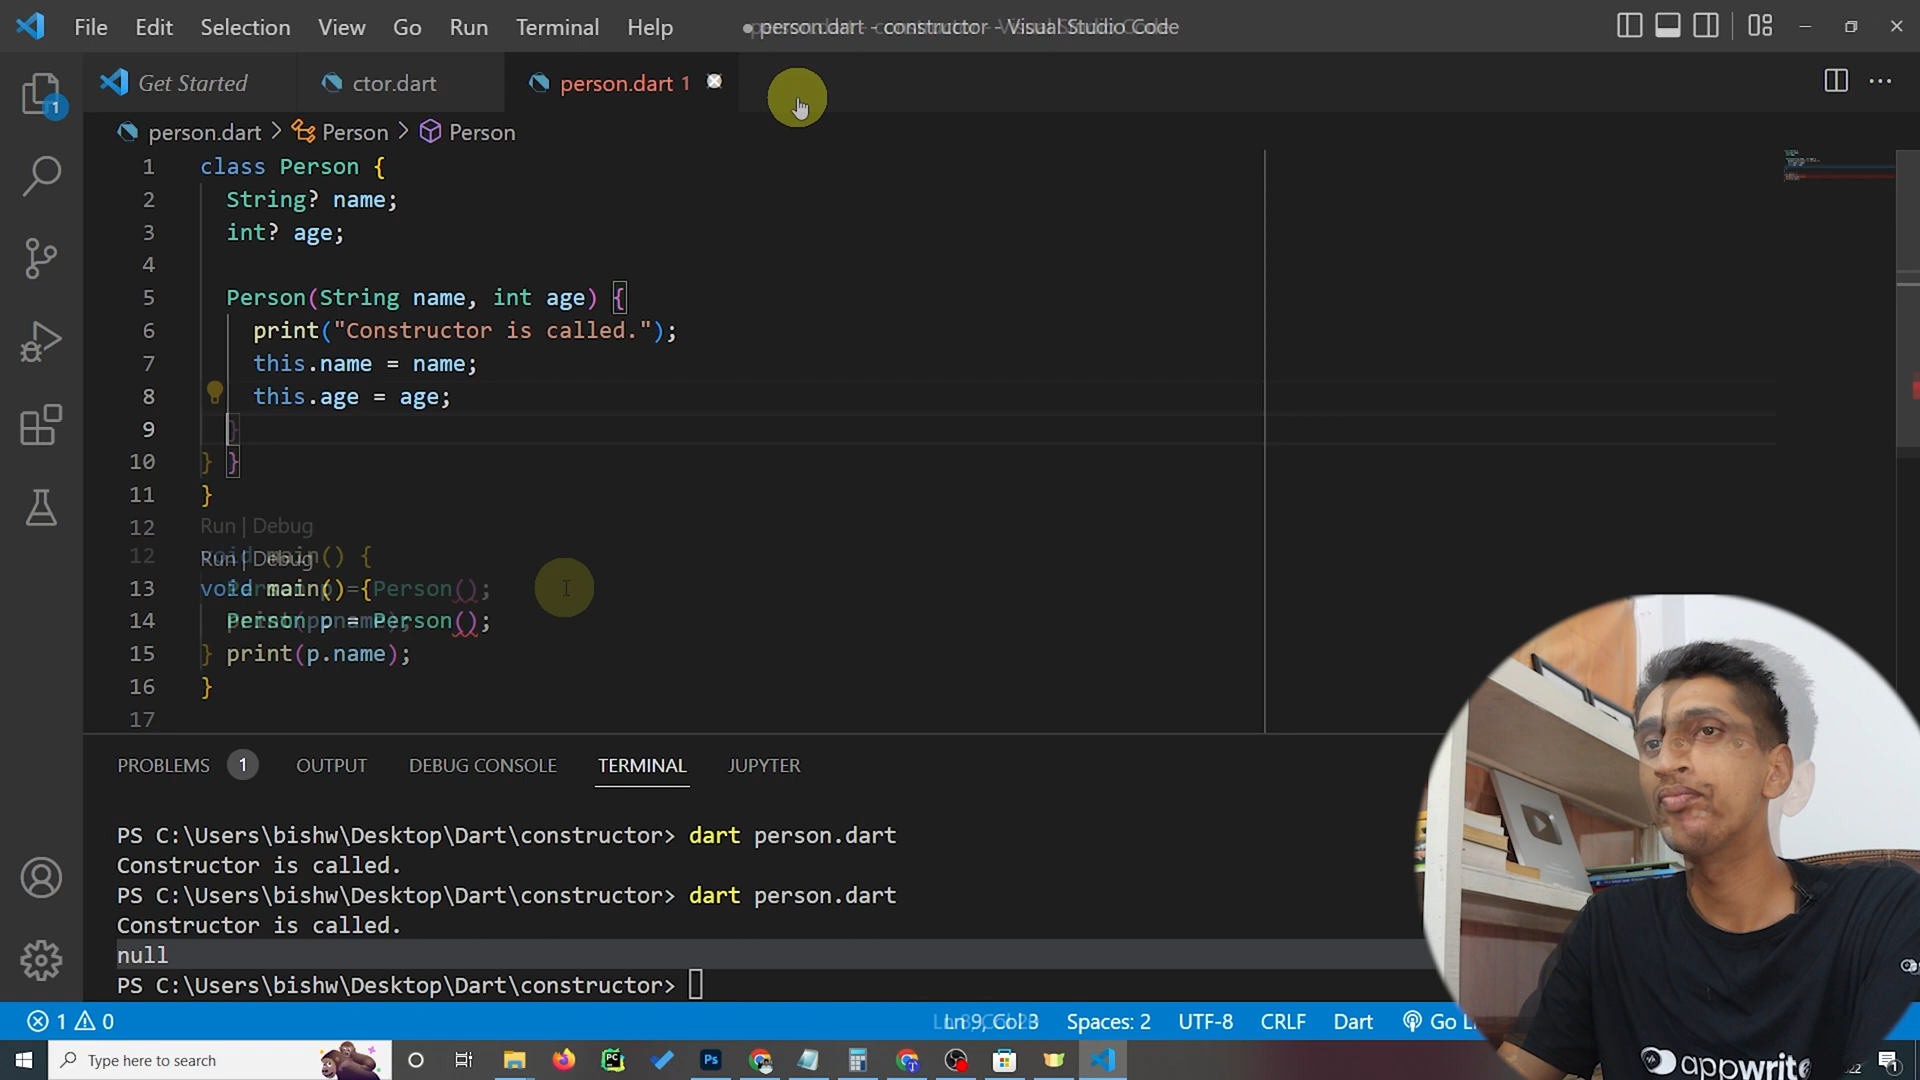 File Edit Selection View Go Run Terminal Help person.dart - constructor - Visual Studio Code
Get Started ctor.dart person.dart 1
person.dart > Person > Person
1 class Person {
2 String? name;
3 int? age;
4
5 Person(String name, int age) {
6 print("Constructor is called.");
7 this.name = name;
8 this.age = age;
9 }
10 } }
11 }
12 Run | Debug
12 void main() {
Run | Debug
13 void main() {
14 Person p = Person();
15 } print(p.name);
16 }
17
PROBLEMS 1 OUTPUT DEBUG CONSOLE TERMINAL JUPYTER
PS C:\Users\bishw\Desktop\Dart\constructor> dart person.dart
Constructor is called.
PS C:\Users\bishw\Desktop\Dart\constructor> dart person.dart
Constructor is called.
null
PS C:\Users\bishw\Desktop\Dart\constructor>
1 0 Spaces: 2 UTF-8 CRLF Dart Go
Type here to search
appwrite